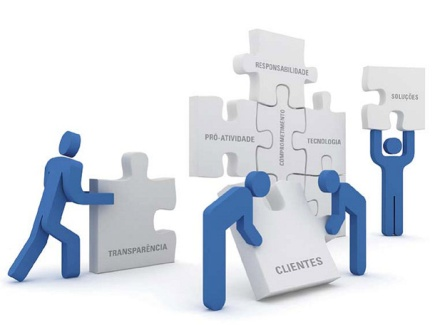 RESPONSABILIDADE
SOLUÇÕES
PRÓ-ATIVIDADE
COMPROMETIMENTO
TECNOLOGIA
TRANSPARÊNCIA
CLIENTES